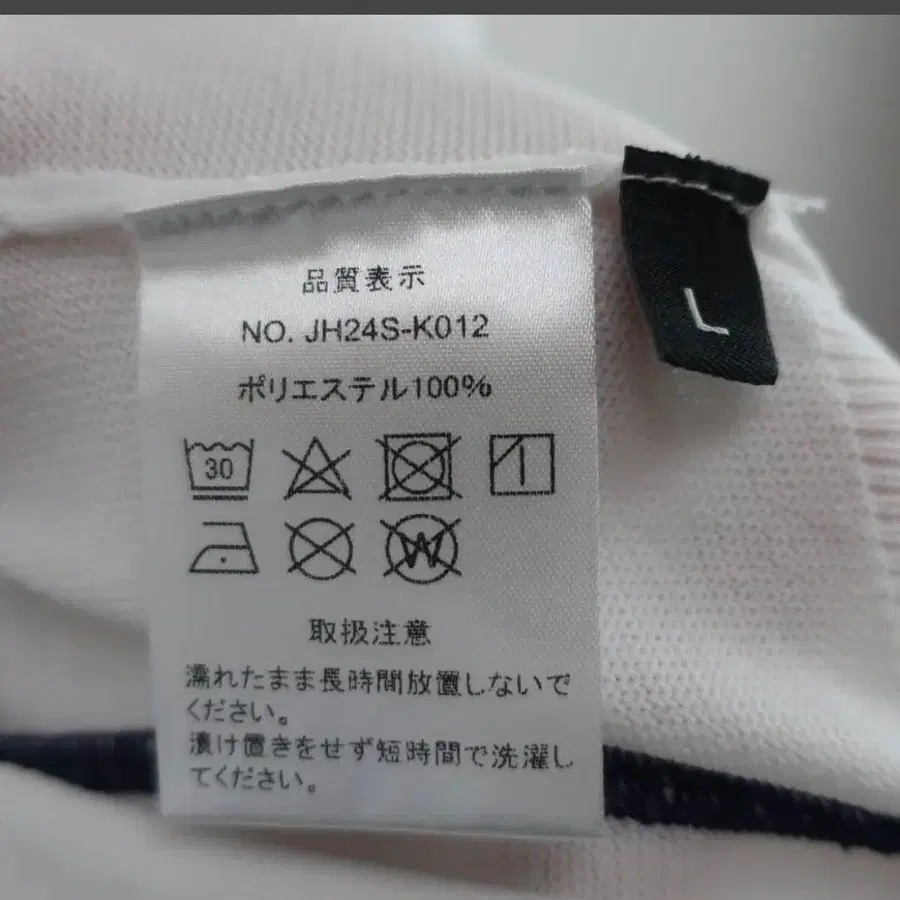 品質表示
NO. JH24S-K012
ポリエステル100%
30
W
取扱注意
濡れたまま長時間放置しないで
ください。
漬け置きをせず短時間で洗濯し
てください。
L